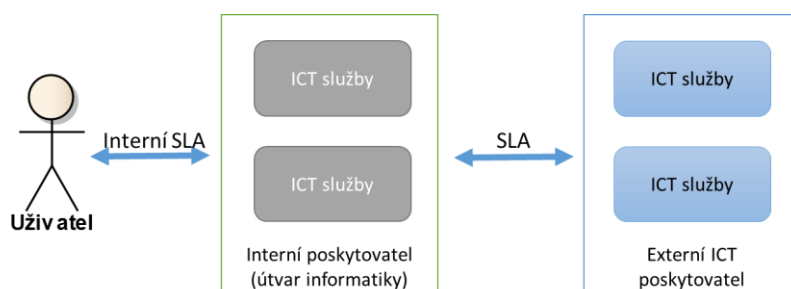 ICT služby
ICT služby
Interní SLA
SLA
ICT služby
ICT služby
Uživatel
Interní poskytovatel
(útvar informatiky)
Externí ICT
poskytovatel